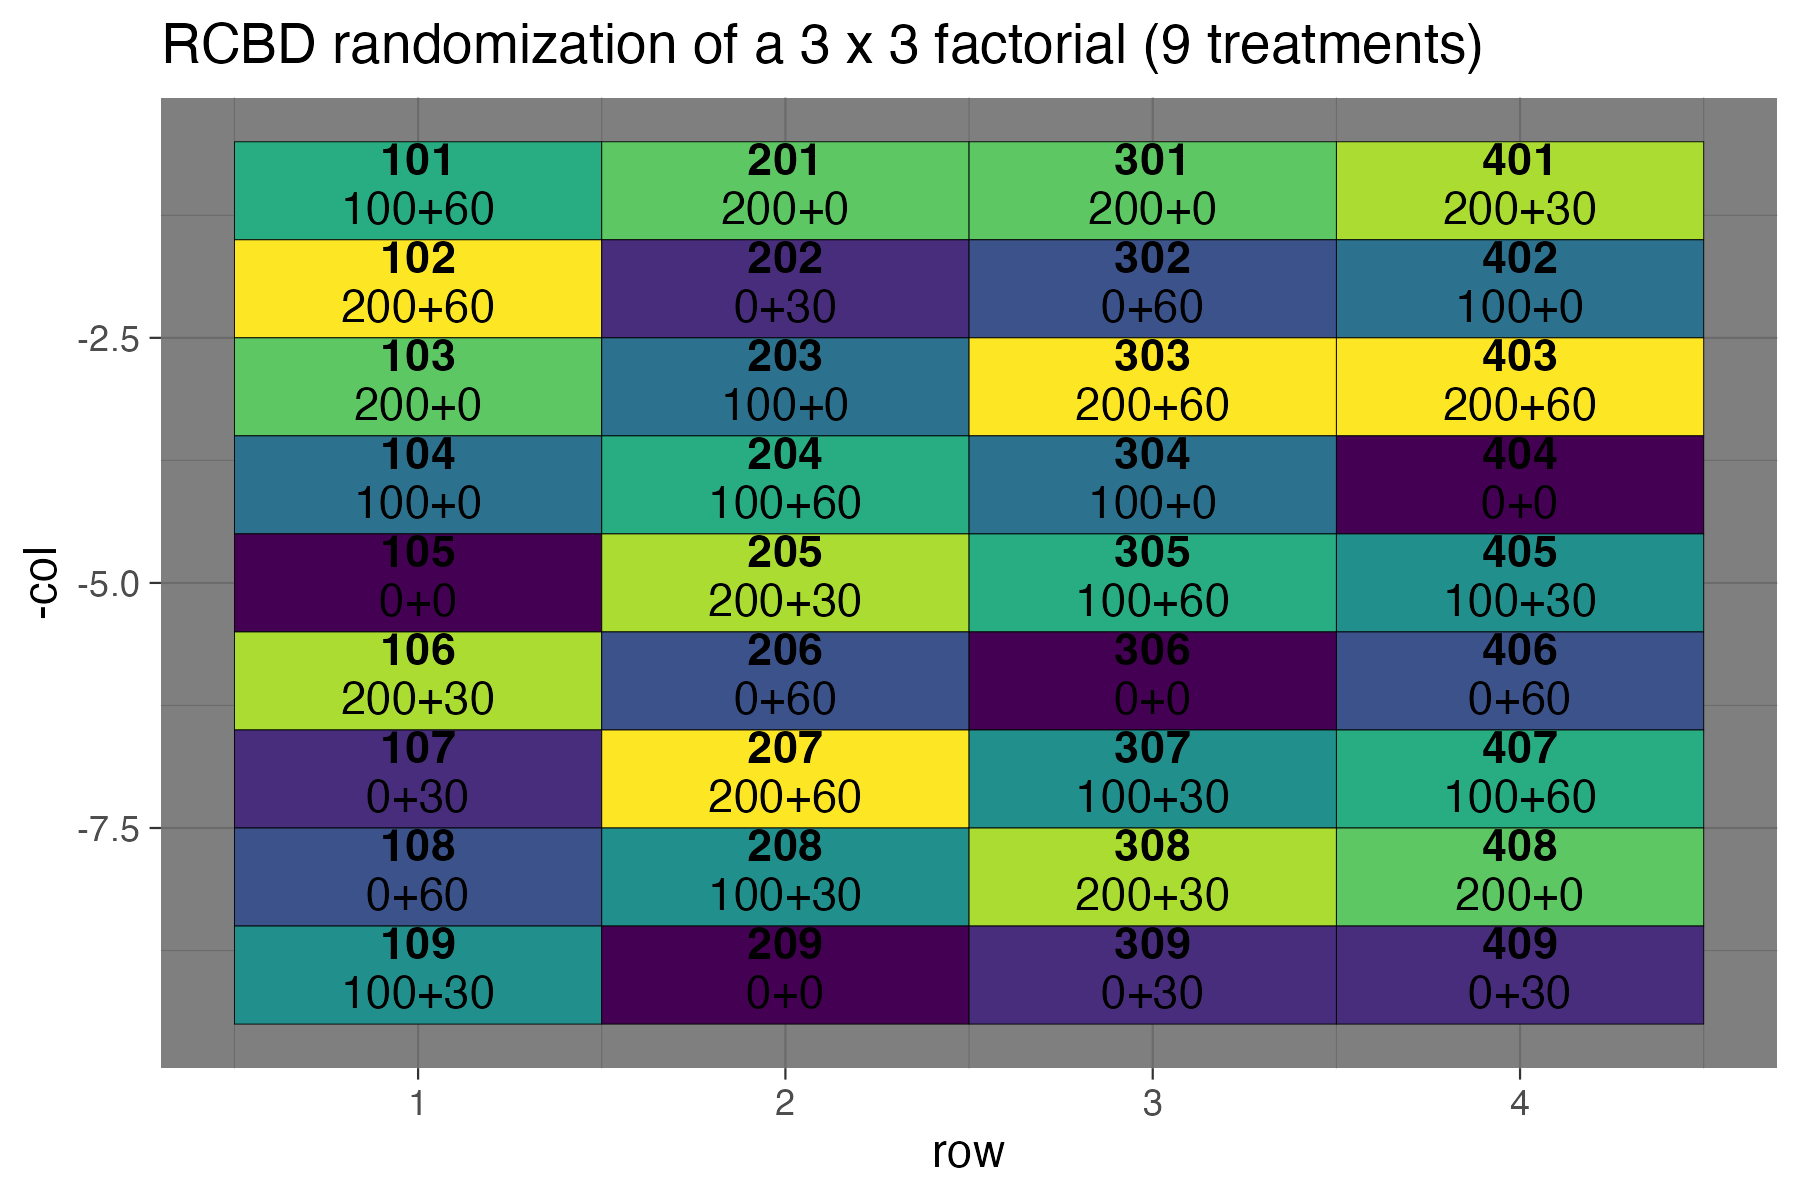 RCBD randomization of a 3 x 3 factorial (9 treatments)
101 201 301 401
100+60 200+0 200+0 200+30
102 202 302 402
200+60 0+30 0+60 100+0
-2.5
103 203 303 403
200+0 100+0 200+60 200+60
104 204 304 404
100+0 100+60 100+0 0+0
105 205 305 405
-5.0
0+0 200+30 100+60 100+30
106 206 306 406
200+30 0+60 0+0 0+60
107 207 307 407
0+30 200+60 100+30 100+60
-7.5
108 208 308 408
0+60 100+30 200+30 200+0
109 209 309 409
100+30 0+0 0+30 0+30
-col
1 2 3 4
row